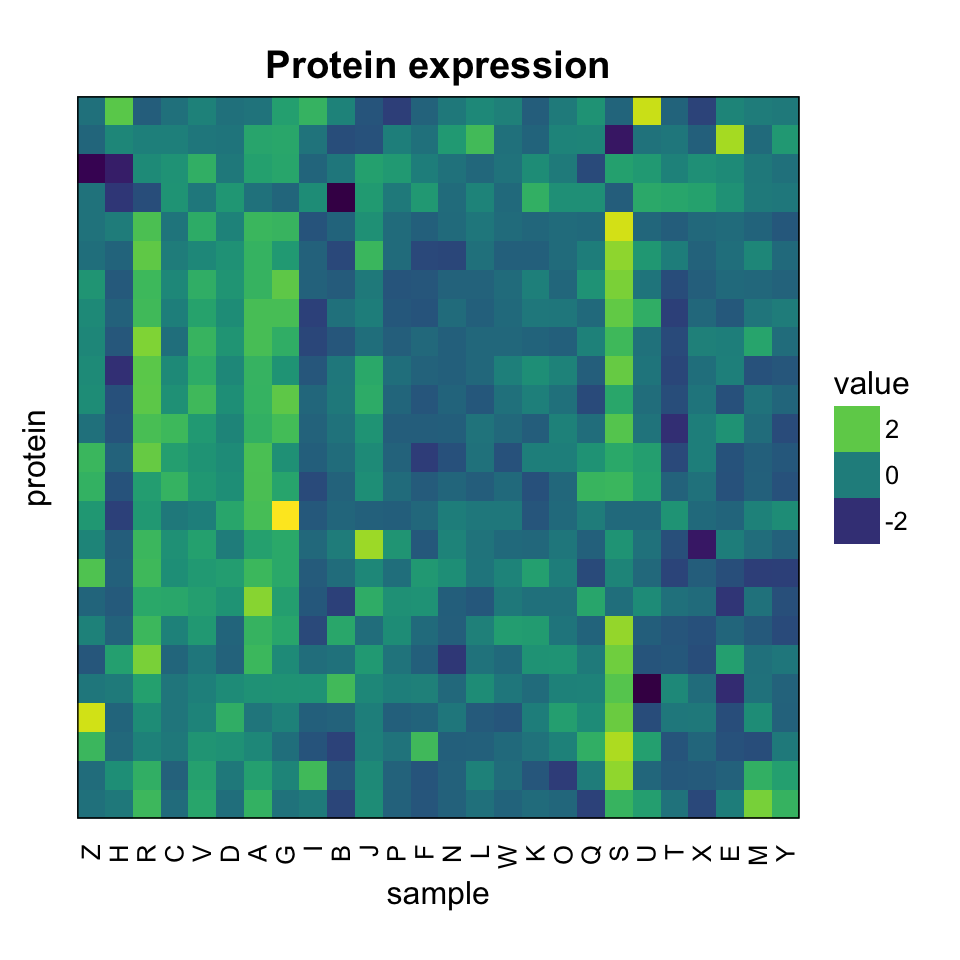 Protein expression
protein
value
2
0
-2
Z H R C V D A G I B J P F N L W K O Q S U T X E M Y
sample